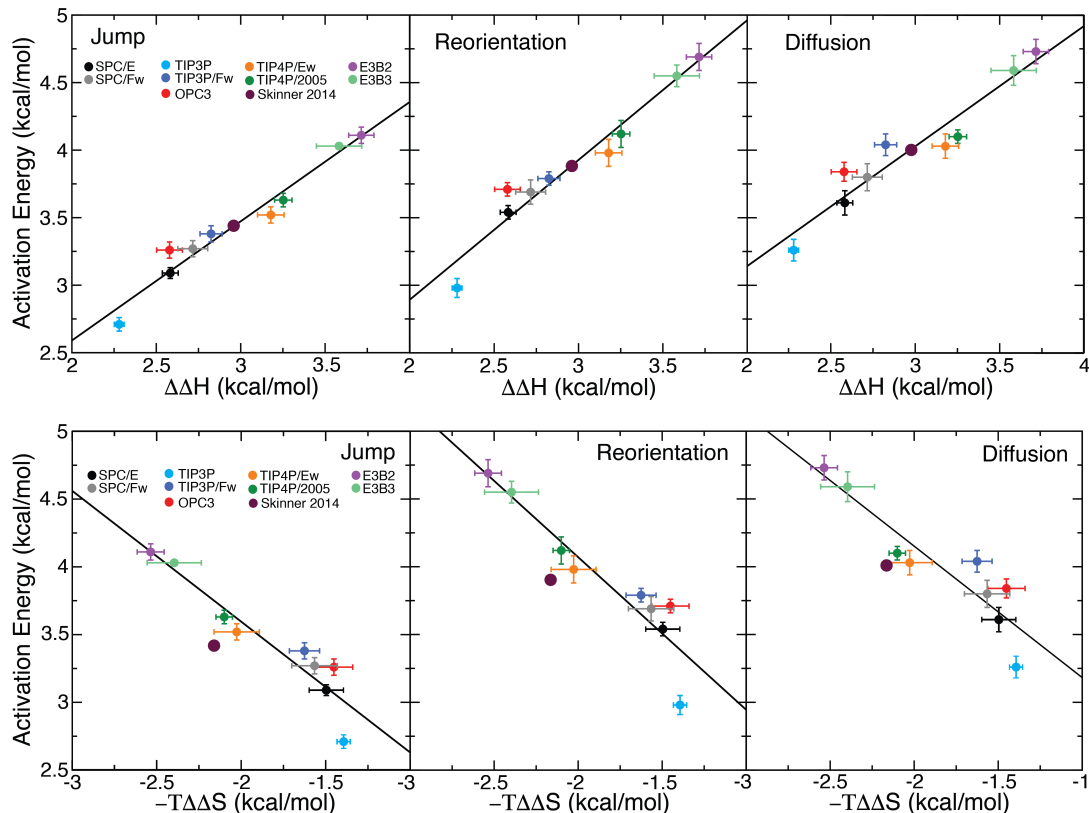 Jump
Reorientation
Diffusion
SPC/E
TIP3P
TIP4P/Ew
E3B2
SPC/Fw
TIP3P/Fw
TIP4P/2005
E3B3
OPC3
Skinner 2014
Activation Energy (kcal/mol)
5
4.5
4
3.5
3
2.5
2
2.5
3
3.5
2
2.5
3
3.5
2
2.5
3
3.5
4
ΔΔH (kcal/mol)
ΔΔH (kcal/mol)
ΔΔH (kcal/mol)
Jump
Reorientation
Diffusion
SPC/E
TIP3P
TIP4P/Ew
E3B2
SPC/Fw
TIP3P/Fw
TIP4P/2005
E3B3
OPC3
Skinner 2014
Activation Energy (kcal/mol)
5
4.5
4
3.5
3
2.5
-3
-2.5
-2
-1.5
-3
-2.5
-2
-1.5
-3
-2.5
-2
-1.5
-1
–TΔΔS (kcal/mol)
–TΔΔS (kcal/mol)
–TΔΔS (kcal/mol)